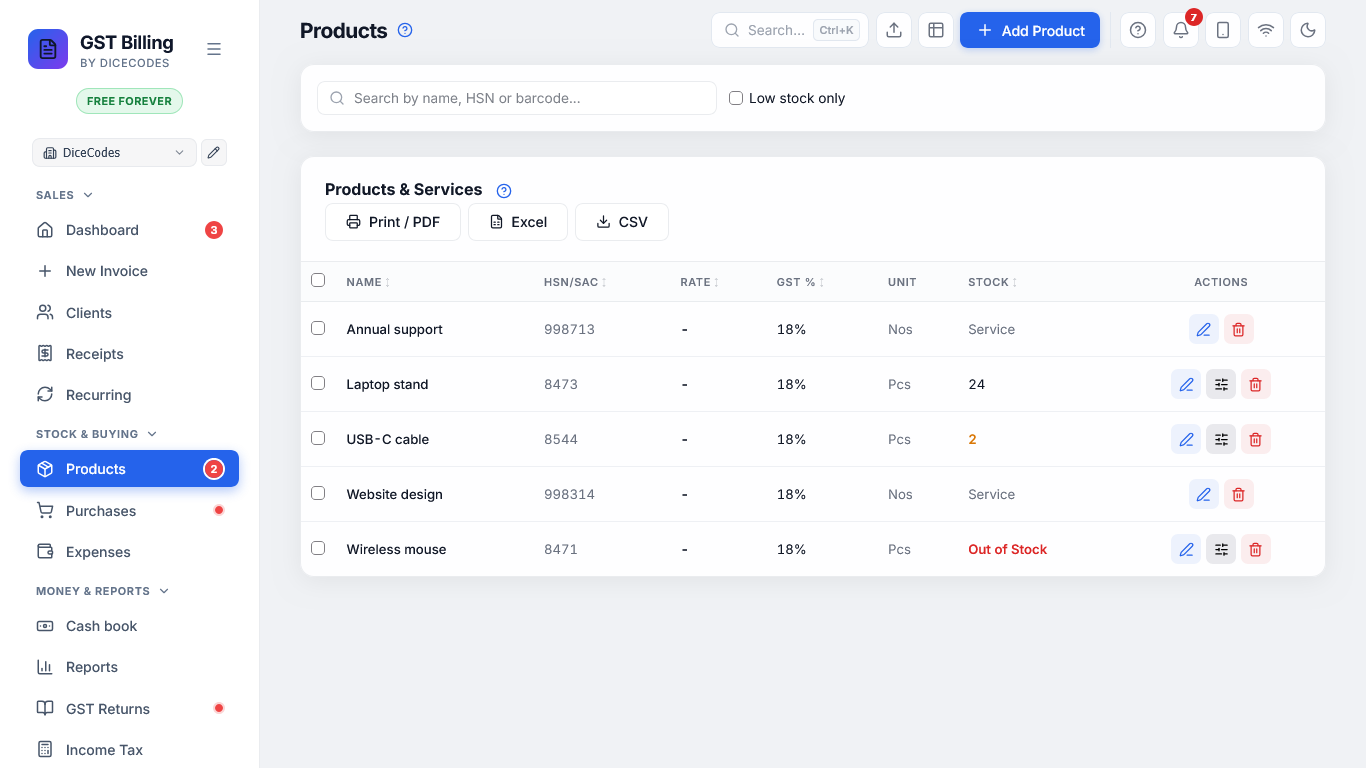 GST Billing
BY DICECODES
FREE FOREVER
DiceCodes
SALES
Dashboard 3
New Invoice
Clients
Receipts
Recurring
STOCK & BUYING
Products 2
Purchases
Expenses
MONEY & REPORTS
Cash book
Reports
GST Returns
Income Tax
Products
Search... Ctrl+K
Add Product
7
Search by name, HSN or barcode...
Low stock only
Products & Services
Print / PDF Excel CSV
NAME HSN/SAC RATE GST % UNIT STOCK ACTIONS
Annual support 998713 - 18% Nos Service
Laptop stand 8473 - 18% Pcs 24
USB-C cable 8544 - 18% Pcs 2
Website design 998314 - 18% Nos Service
Wireless mouse 8471 - 18% Pcs Out of Stock